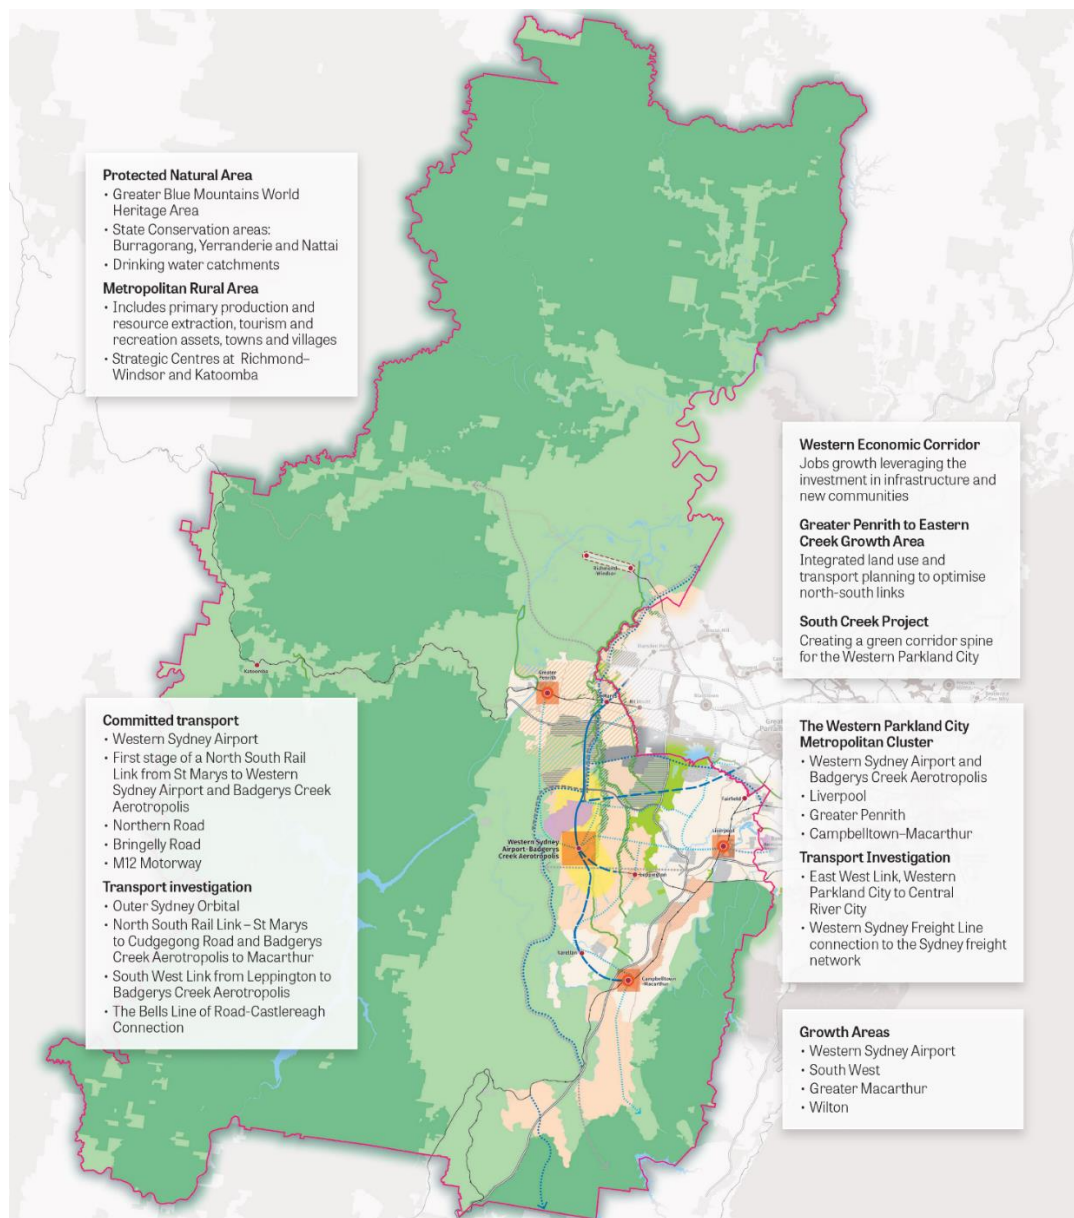 Protected Natural Area
• Greater Blue Mountains World
Heritage Area
• State Conservation areas:
Burragorang, Yerranderie and Nattai
• Drinking water catchments
Metropolitan Rural Area
• Includes primary production and
resource extraction, tourism and
recreation assets, towns and villages
• Strategic Centres at Richmond–
Windsor and Katoomba
Western Economic Corridor
Jobs growth leveraging the
investment in infrastructure and
new communities
Greater Penrith to Eastern
Creek Growth Area
Integrated land use and
transport planning to optimise
north-south links
South Creek Project
Creating a green corridor spine
for the Western Parkland City
Richmond-
Windsor
Katoomba
Greater
Penrith
St Marys
Fairfield
Liverpool
Western Sydney
Airport-Badgerys
Creek Aerotropolis
Leppington
Narellan
Campbelltown
-Macarthur
Committed transport
• Western Sydney Airport
• First stage of a North South Rail
Link from St Marys to Western
Sydney Airport and Badgerys Creek
Aerotropolis
• Northern Road
• Bringelly Road
• M12 Motorway
Transport investigation
• Outer Sydney Orbital
• North South Rail Link – St Marys
to Cudgegong Road and Badgerys
Creek Aerotropolis to Macarthur
• South West Link from Leppington to
Badgerys Creek Aerotropolis
• The Bells Line of Road-Castlereagh
Connection
The Western Parkland City
Metropolitan Cluster
• Western Sydney Airport and
Badgerys Creek Aerotropolis
• Liverpool
• Greater Penrith
• Campbelltown–Macarthur
Transport Investigation
• East West Link, Western
Parkland City to Central
River City
• Western Sydney Freight Line
connection to the Sydney freight
network
Growth Areas
• Western Sydney Airport
• South West
• Greater Macarthur
• Wilton